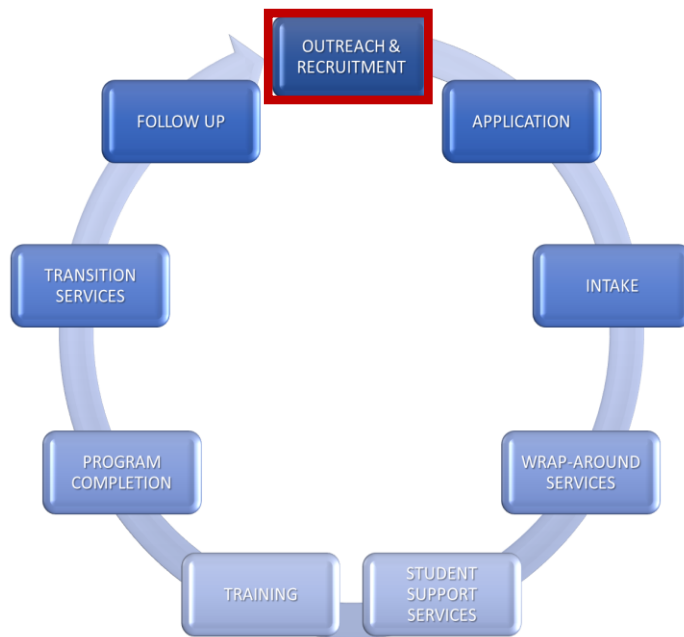 OUTREACH &
RECRUITMENT
APPLICATION
INTAKE
WRAP-AROUND
SERVICES
STUDENT
SUPPORT
SERVICES
TRAINING
PROGRAM
COMPLETION
TRANSITION
SERVICES
FOLLOW UP